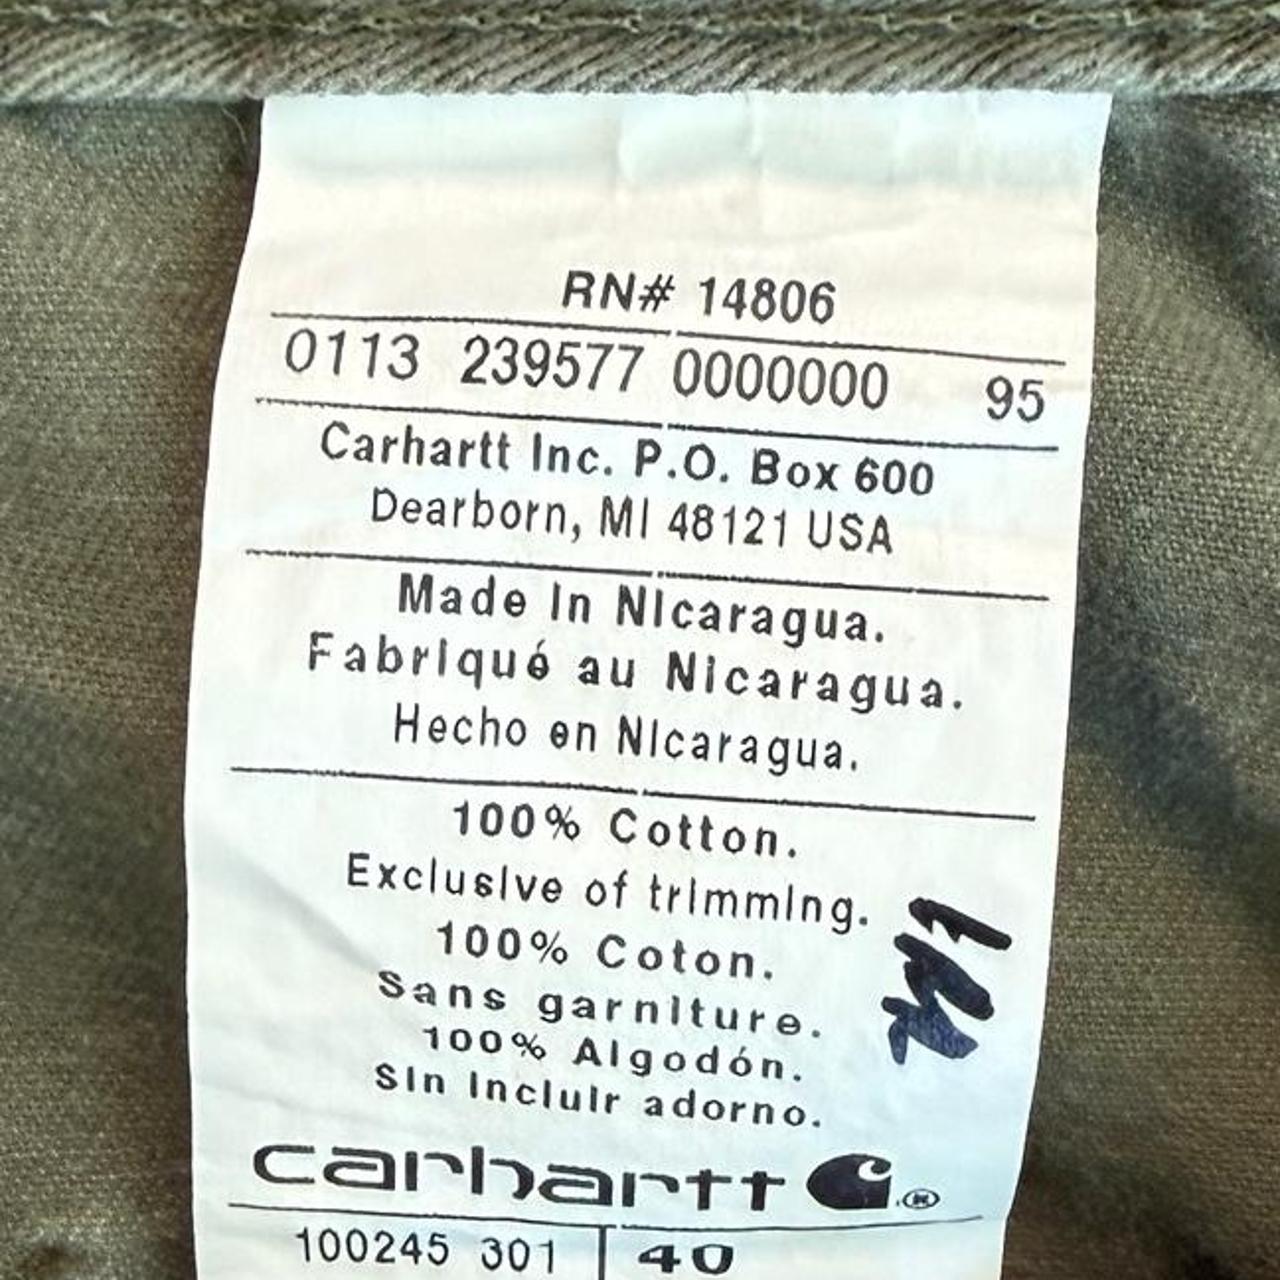 RN# 14806
0113 239577 0000000 95
Carhartt Inc. P.O. Box 600
Dearborn, MI 48121 USA
Made in Nicaragua.
Fabriqué au Nicaragua.
Hecho en Nicaragua.
100% Cotton.
Exclusive of trimming.
100% Coton.
Sans garniture.
100% Algodón.
Sin incluir adorno.
carhartt ®
100245 301 40